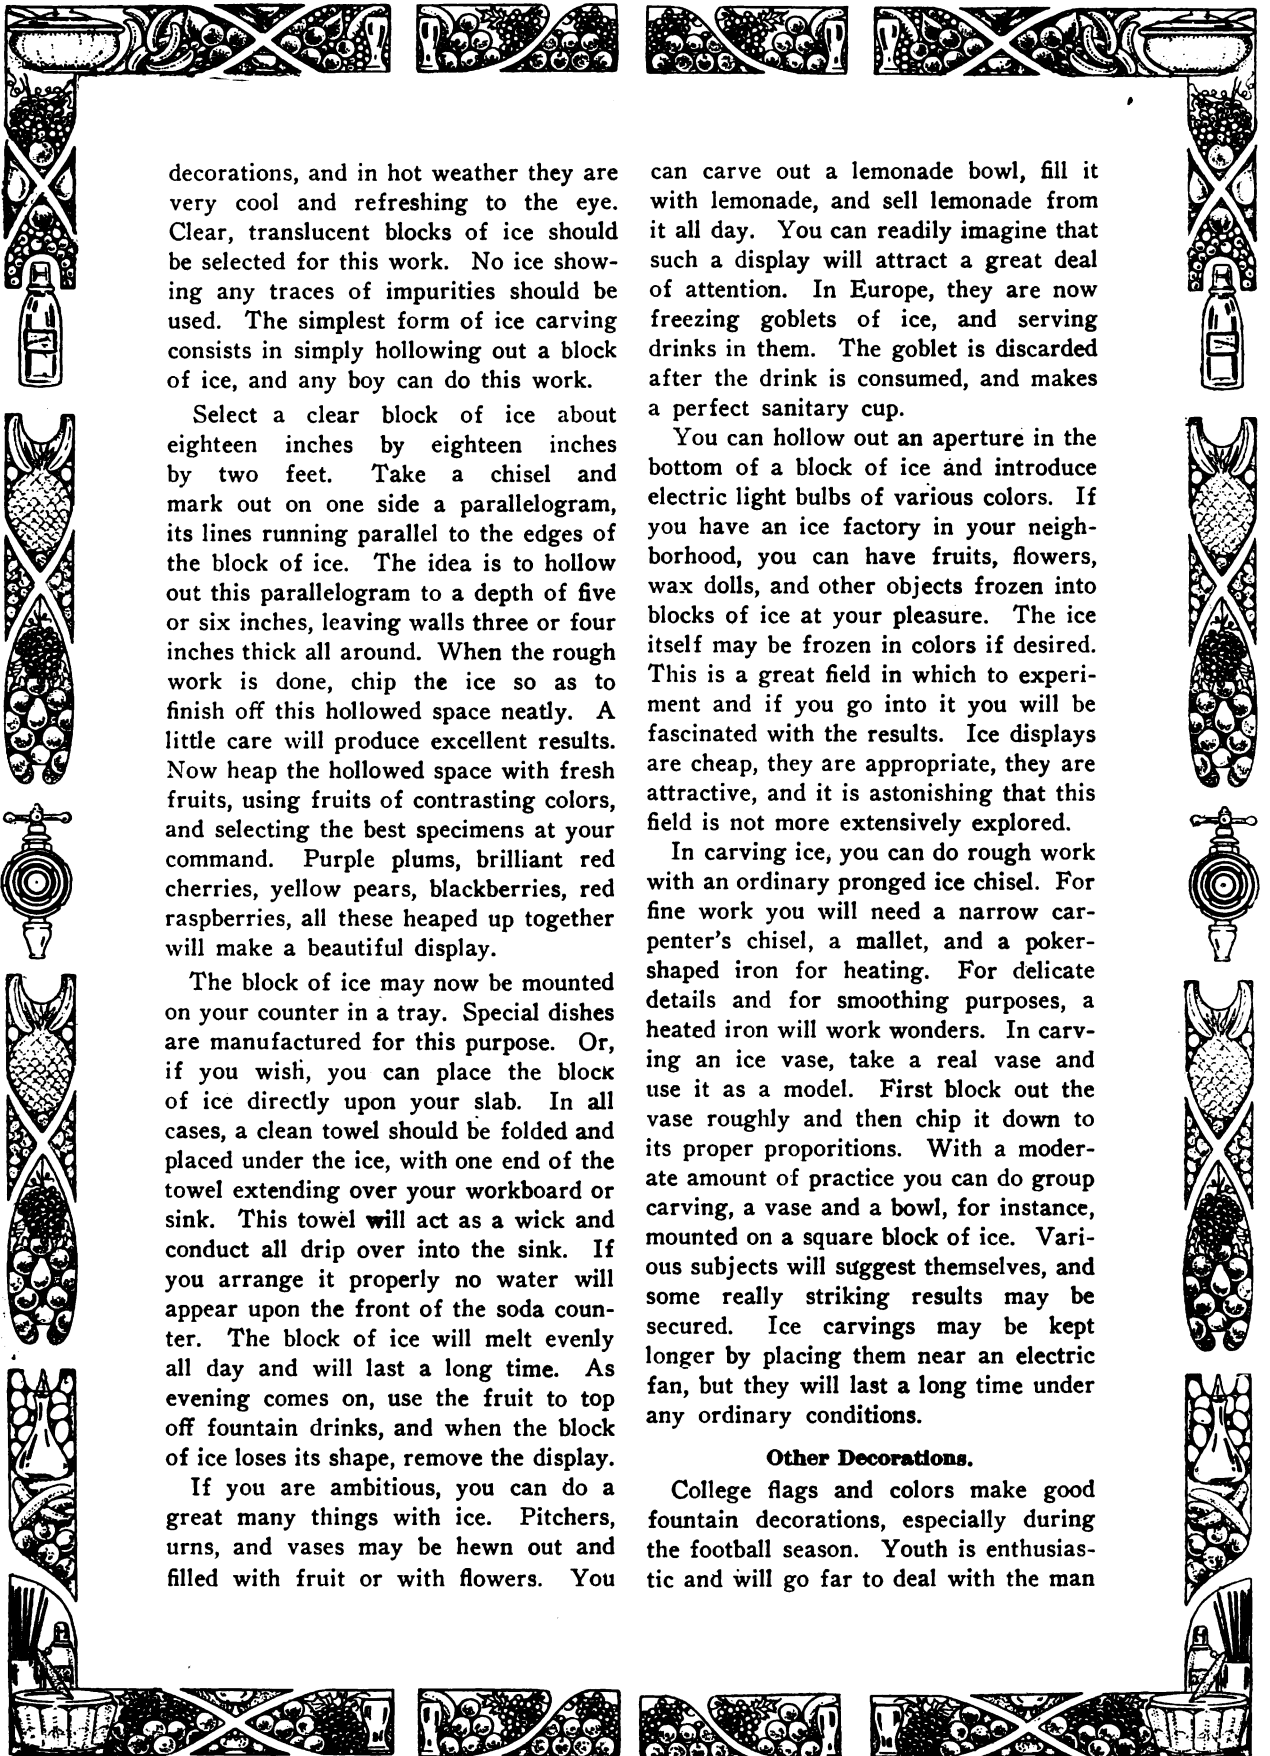 decorations, and in hot weather they are
very cool and refreshing to the eye.
Clear, translucent blocks of ice should
be selected for this work. No ice show-
ing any traces of impurities should be
used. The simplest form of ice carving
consists in simply hollowing out a block
of ice, and any boy can do this work.
Select a clear block of ice about
eighteen inches by eighteen inches
by two feet. Take a chisel and
mark out on one side a parallelogram,
its lines running parallel to the edges of
the block of ice. The idea is to hollow
out this parallelogram to a depth of five
or six inches, leaving walls three or four
inches thick all around. When the rough
work is done, chip the ice so as to
finish off this hollowed space neatly. A
little care will produce excellent results.
Now heap the hollowed space with fresh
fruits, using fruits of contrasting colors,
and selecting the best specimens at your
command. Purple plums, brilliant red
cherries, yellow pears, blackberries, red
raspberries, all these heaped up together
will make a beautiful display.
The block of ice may now be mounted
on your counter in a tray. Special dishes
are manufactured for this purpose. Or,
if you wish, you can place the block
of ice directly upon your slab. In all
cases, a clean towel should be folded and
placed under the ice, with one end of the
towel extending over your workboard or
sink. This towel will act as a wick and
conduct all drip over into the sink. If
you arrange it properly no water will
appear upon the front of the soda coun-
ter. The block of ice will melt evenly
all day and will last a long time. As
evening comes on, use the fruit to top
off fountain drinks, and when the block
of ice loses its shape, remove the display.
If you are ambitious, you can do a
great many things with ice. Pitchers,
urns, and vases may be hewn out and
filled with fruit or with flowers. You
can carve out a lemonade bowl, fill it
with lemonade, and sell lemonade from
it all day. You can readily imagine that
such a display will attract a great deal
of attention. In Europe, they are now
freezing goblets of ice, and serving
drinks in them. The goblet is discarded
after the drink is consumed, and makes
a perfect sanitary cup.
You can hollow out an aperture in the
bottom of a block of ice and introduce
electric light bulbs of various colors. If
you have an ice factory in your neigh-
borhood, you can have fruits, flowers,
wax dolls, and other objects frozen into
blocks of ice at your pleasure. The ice
itself may be frozen in colors if desired.
This is a great field in which to experi-
ment and if you go into it you will be
fascinated with the results. Ice displays
are cheap, they are appropriate, they are
attractive, and it is astonishing that this
field is not more extensively explored.
In carving ice, you can do rough work
with an ordinary pronged ice chisel. For
fine work you will need a narrow car-
penter's chisel, a mallet, and a poker-
shaped iron for heating. For delicate
details and for smoothing purposes, a
heated iron will work wonders. In carv-
ing an ice vase, take a real vase and
use it as a model. First block out the
vase roughly and then chip it down to
its proper proporitions. With a moder-
ate amount of practice you can do group
carving, a vase and a bowl, for instance,
mounted on a square block of ice. Vari-
ous subjects will suggest themselves, and
some really striking results may be
secured. Ice carvings may be kept
longer by placing them near an electric
fan, but they will last a long time under
any ordinary conditions.
Other Decorations.
College flags and colors make good
fountain decorations, especially during
the football season. Youth is enthusias-
tic and will go far to deal with the man